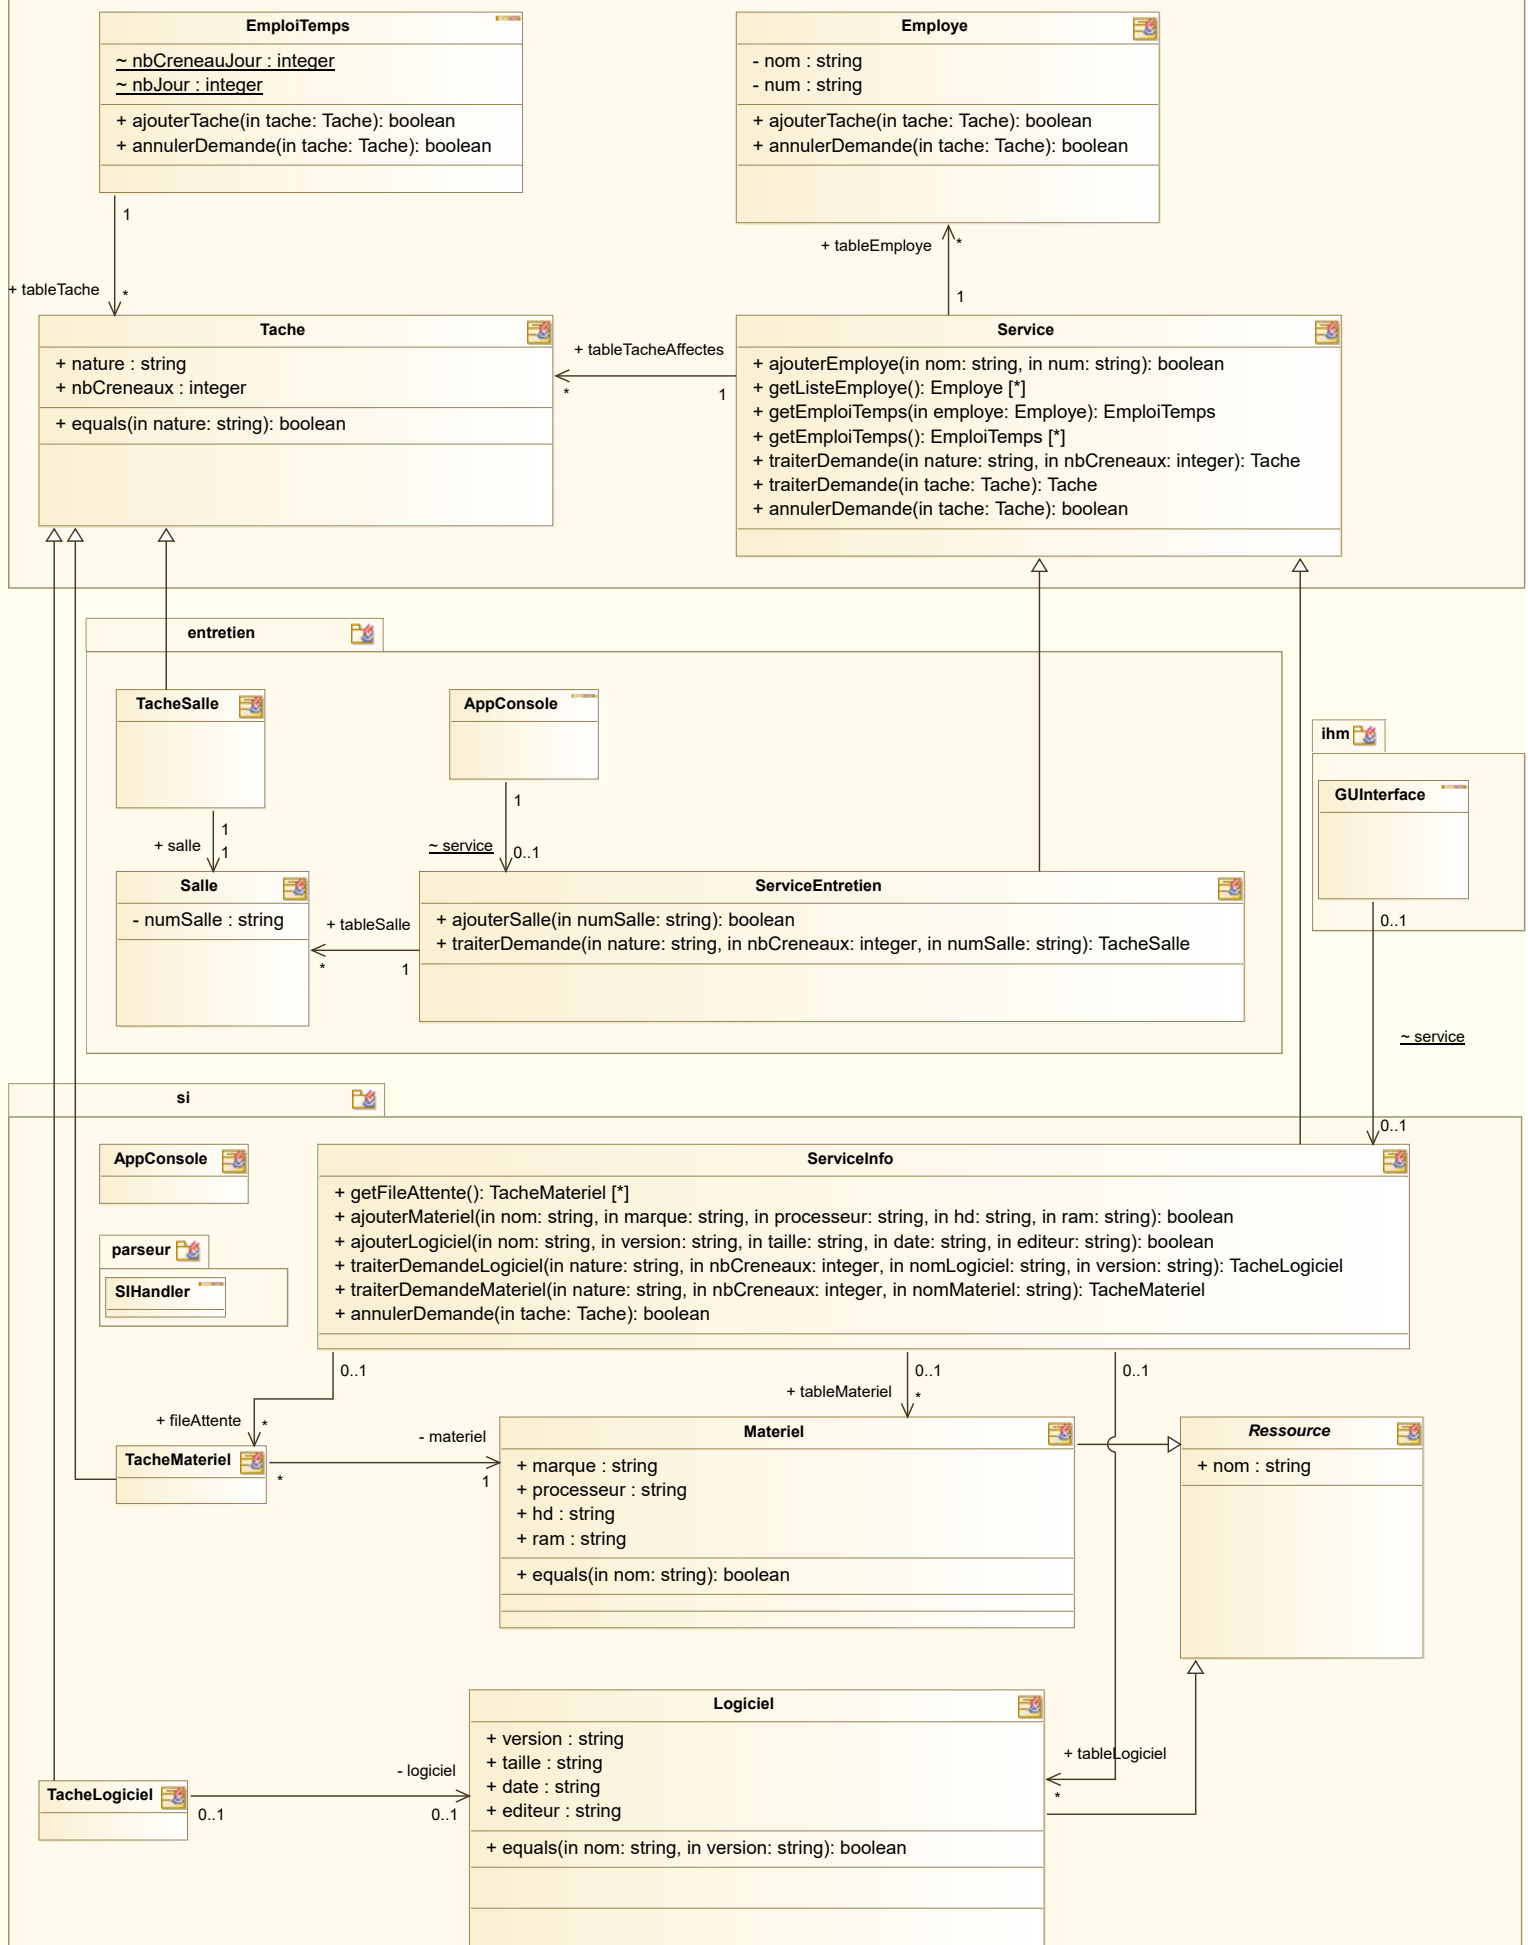 EmploiTemps
~ nbCreneauJour : integer
~ nbJour : integer
+ ajouterTache(in tache: Tache): boolean
+ annulerDemande(in tache: Tache): boolean
Employe
- nom : string
- num : string
+ ajouterTache(in tache: Tache): boolean
+ annulerDemande(in tache: Tache): boolean
1
+ tableTache
*
+ tableEmploye
*
1
Tache
+ nature : string
+ nbCreneaux : integer
+ equals(in nature: string): boolean
+ tableTacheAffectes
*
1
Service
+ ajouterEmploye(in nom: string, in num: string): boolean
+ getListeEmploye(): Employe [*]
+ getEmploiTemps(in employe: Employe): EmploiTemps
+ getEmploiTemps(): EmploiTemps [*]
+ traiterDemande(in nature: string, in nbCreneaux: integer): Tache
+ traiterDemande(in tache: Tache): Tache
+ annulerDemande(in tache: Tache): boolean
entretien
TacheSalle
AppConsole
1
+ salle
1
1
~ service
0..1
Salle
- numSalle : string
+ tableSalle
*
1
ServiceEntretien
+ ajouterSalle(in numSalle: string): boolean
+ traiterDemande(in nature: string, in nbCreneaux: integer, in numSalle: string): TacheSalle
ihm
GUInterface
0..1
~ service
0..1
si
AppConsole
parseur
SIHandler
ServiceInfo
+ getFileAttente(): TacheMateriel [*]
+ ajouterMateriel(in nom: string, in marque: string, in processeur: string, in hd: string, in ram: string): boolean
+ ajouterLogiciel(in nom: string, in version: string, in taille: string, in date: string, in editeur: string): boolean
+ traiterDemandeLogiciel(in nature: string, in nbCreneaux: integer, in nomLogiciel: string, in version: string): TacheLogiciel
+ traiterDemandeMateriel(in nature: string, in nbCreneaux: integer, in nomMateriel: string): TacheMateriel
+ annulerDemande(in tache: Tache): boolean
0..1
+ fileAttente
*
0..1
+ tableMateriel
*
0..1
TacheMateriel
*
- materiel
1
Materiel
+ marque : string
+ processeur : string
+ hd : string
+ ram : string
+ equals(in nom: string): boolean
Ressource
+ nom : string
Logiciel
+ version : string
+ taille : string
+ date : string
+ editeur : string
+ equals(in nom: string, in version: string): boolean
+ tableLogiciel
*
TacheLogiciel
0..1
- logiciel
0..1